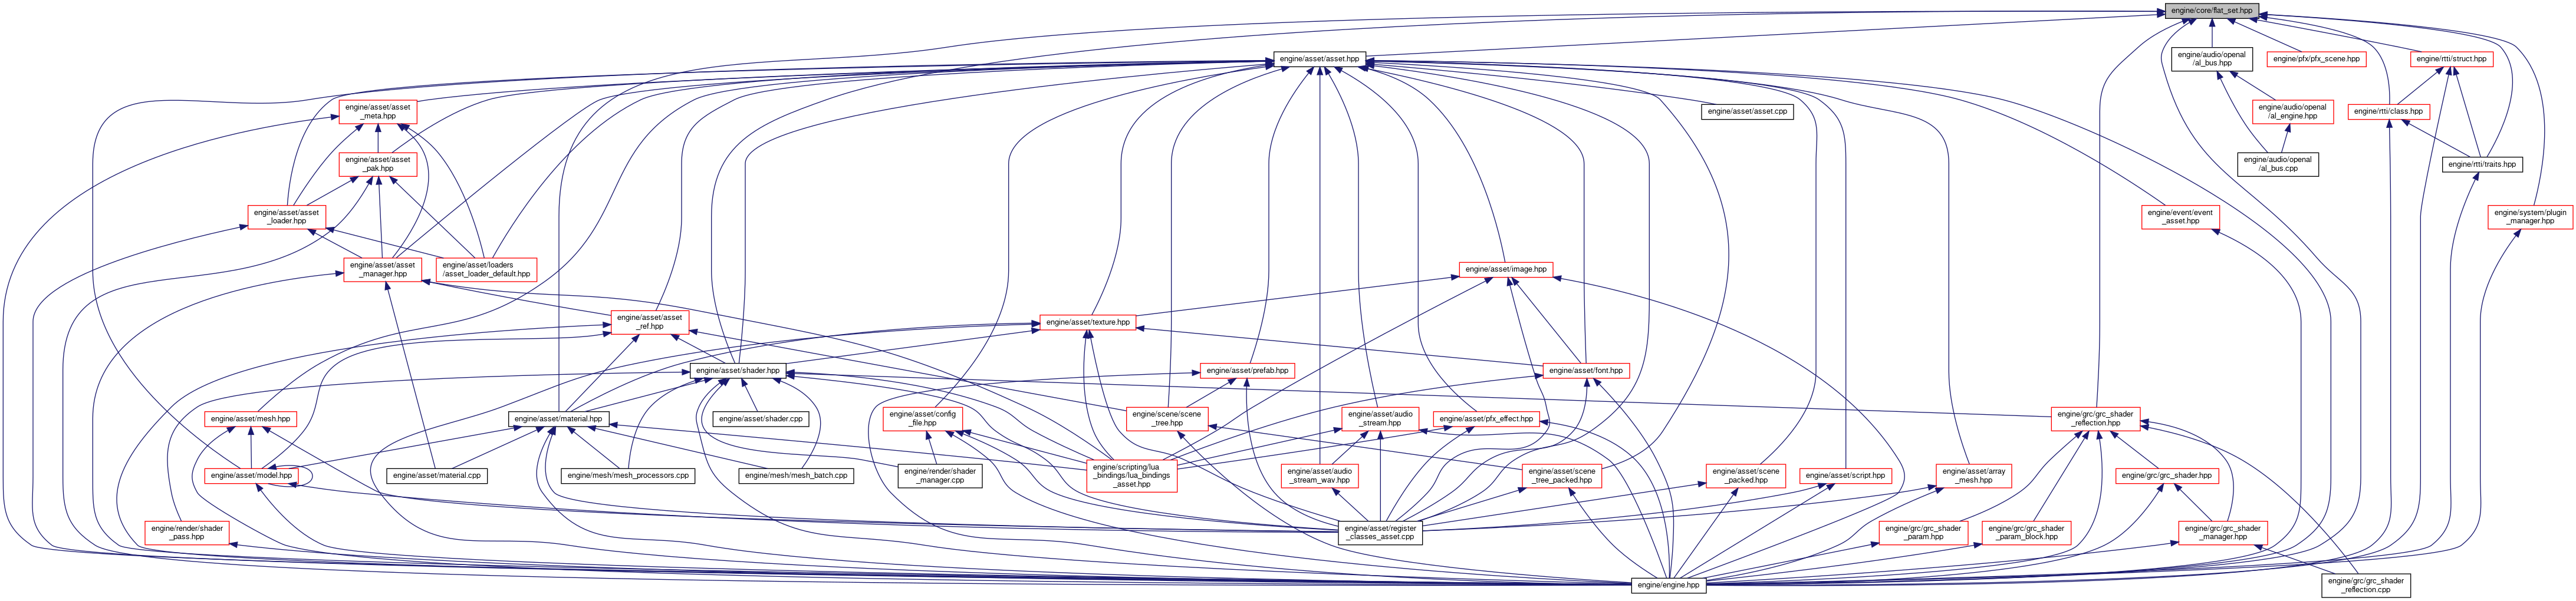 engine/core/flat_set.hpp
engine/asset/asset.hpp
engine/audio/openal
/al_bus.hpp
engine/pfx/pfx_scene.hpp
engine/rtti/struct.hpp
engine/asset/asset
_meta.hpp
engine/asset/asset.cpp
engine/audio/openal
/al_engine.hpp
engine/rtti/class.hpp
engine/asset/asset
_pak.hpp
engine/audio/openal
/al_bus.cpp
engine/rtti/traits.hpp
engine/asset/asset
_loader.hpp
engine/event/event
_asset.hpp
engine/system/plugin
_manager.hpp
engine/asset/asset
_manager.hpp
engine/asset/loaders
/asset_loader_default.hpp
engine/asset/image.hpp
engine/asset/asset
_ref.hpp
engine/asset/texture.hpp
engine/asset/shader.hpp
engine/asset/prefab.hpp
engine/asset/font.hpp
engine/asset/mesh.hpp
engine/asset/material.hpp
engine/asset/shader.cpp
engine/asset/config
_file.hpp
engine/scene/scene
_tree.hpp
engine/asset/audio
_stream.hpp
engine/asset/pfx_effect.hpp
engine/grc/grc_shader
_reflection.hpp
engine/asset/model.hpp
engine/asset/material.cpp
engine/mesh/mesh_processors.cpp
engine/mesh/mesh_batch.cpp
engine/render/shader
_manager.cpp
engine/scripting/lua
_bindings/lua_bindings
_asset.hpp
engine/asset/audio
_stream_wav.hpp
engine/asset/scene
_tree_packed.hpp
engine/asset/scene
_packed.hpp
engine/asset/script.hpp
engine/asset/array
_mesh.hpp
engine/grc/grc_shader.hpp
engine/render/shader
_pass.hpp
engine/asset/register
_classes_asset.cpp
engine/grc/grc_shader
_param.hpp
engine/grc/grc_shader
_param_block.hpp
engine/grc/grc_shader
_manager.hpp
engine/engine.hpp
engine/grc/grc_shader
_reflection.cpp